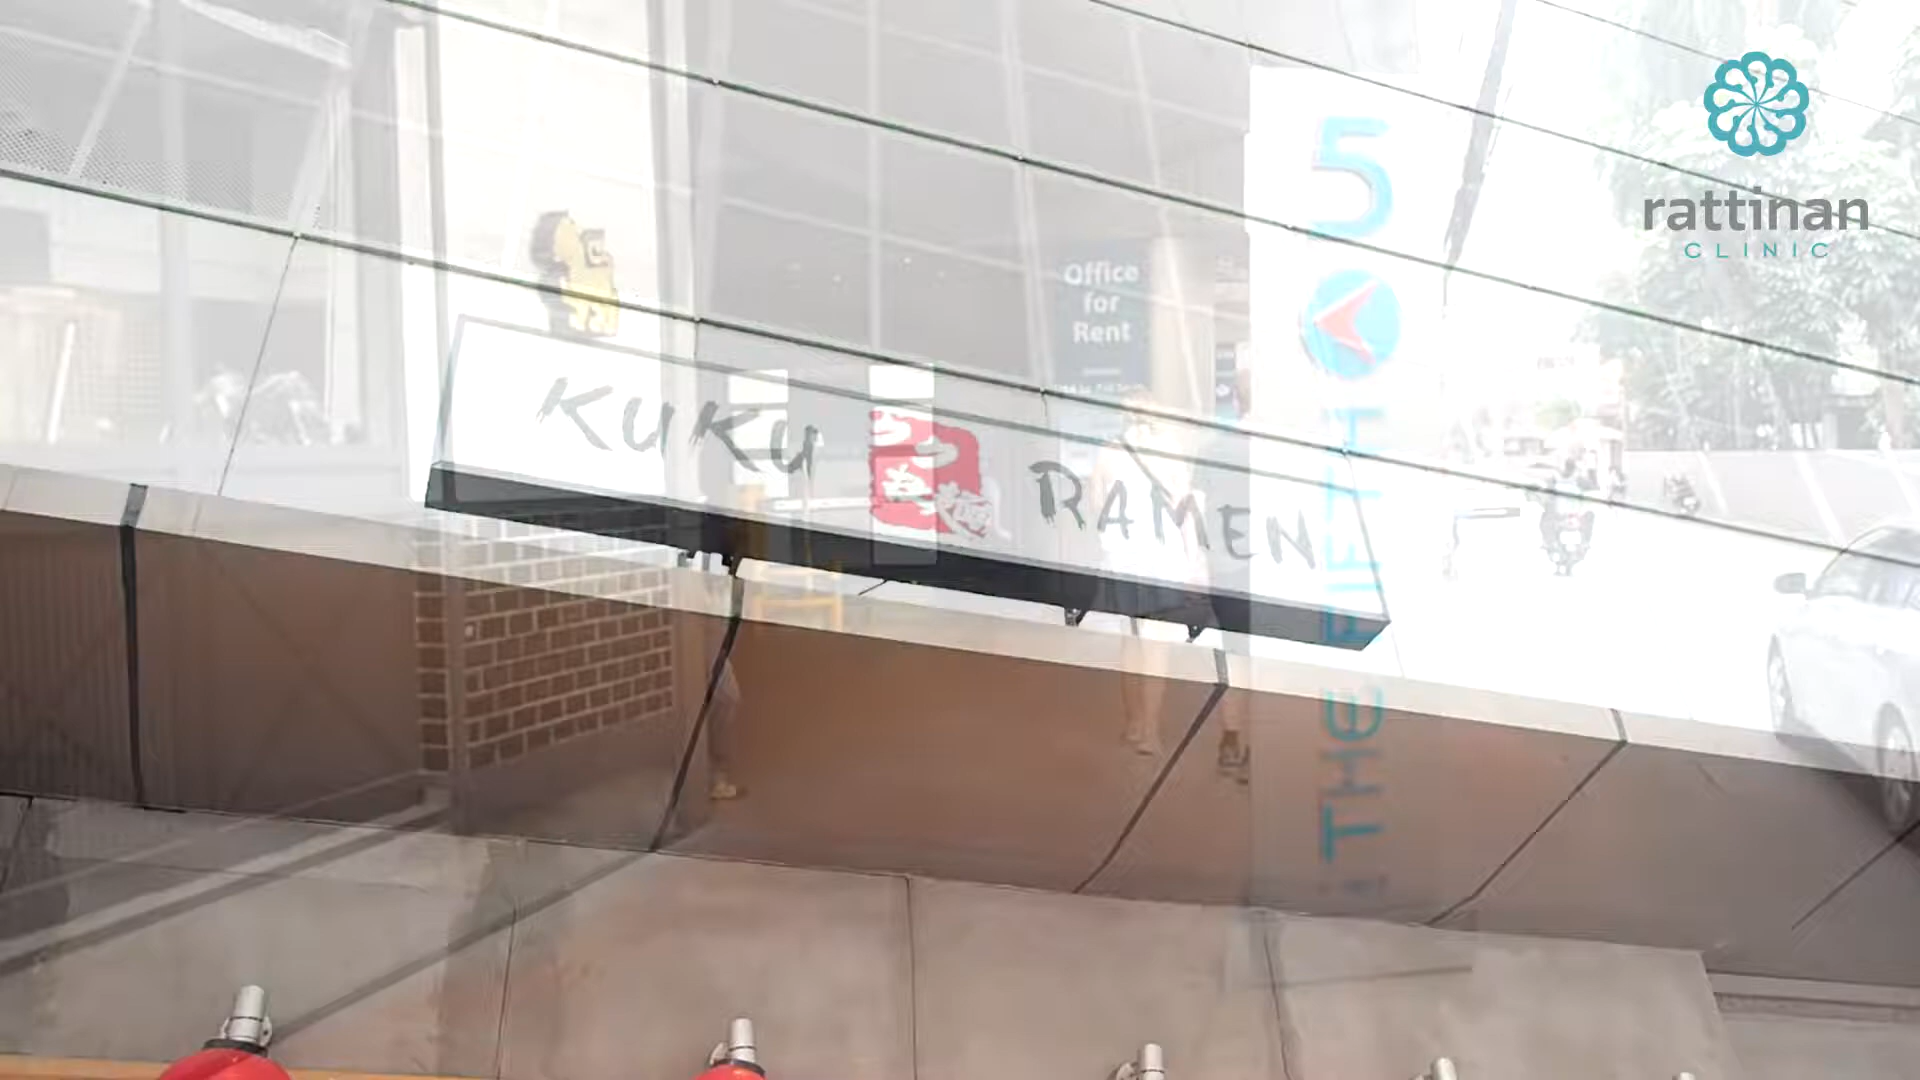 rattinan
CLINIC
5
Office
for
Rent
KUKU
RAMEN
THE FIFTH